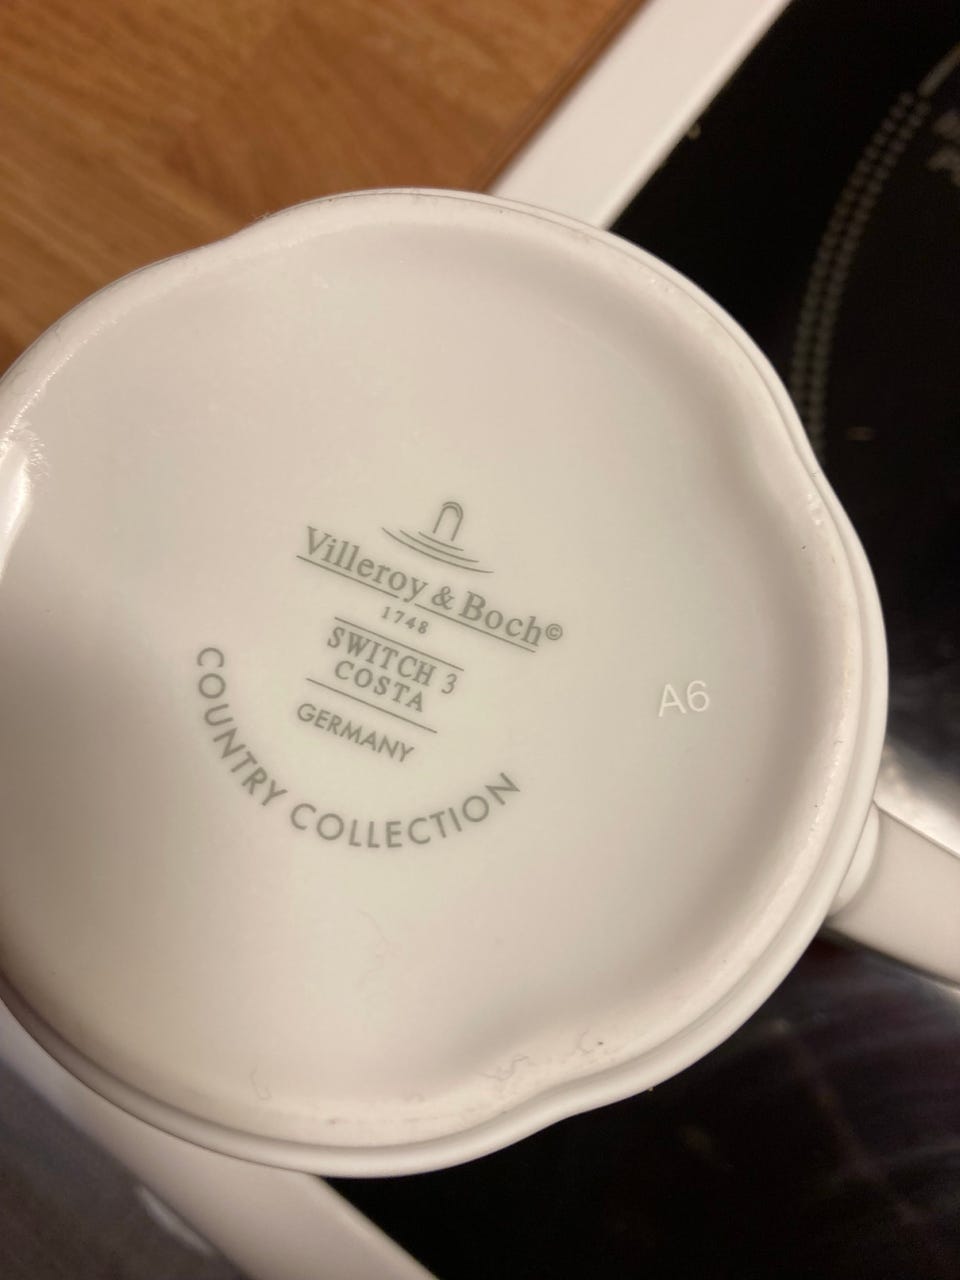 Villeroy & Boch©
1748
SWITCH 3
COSTA
GERMANY
COUNTRY COLLECTION
A6